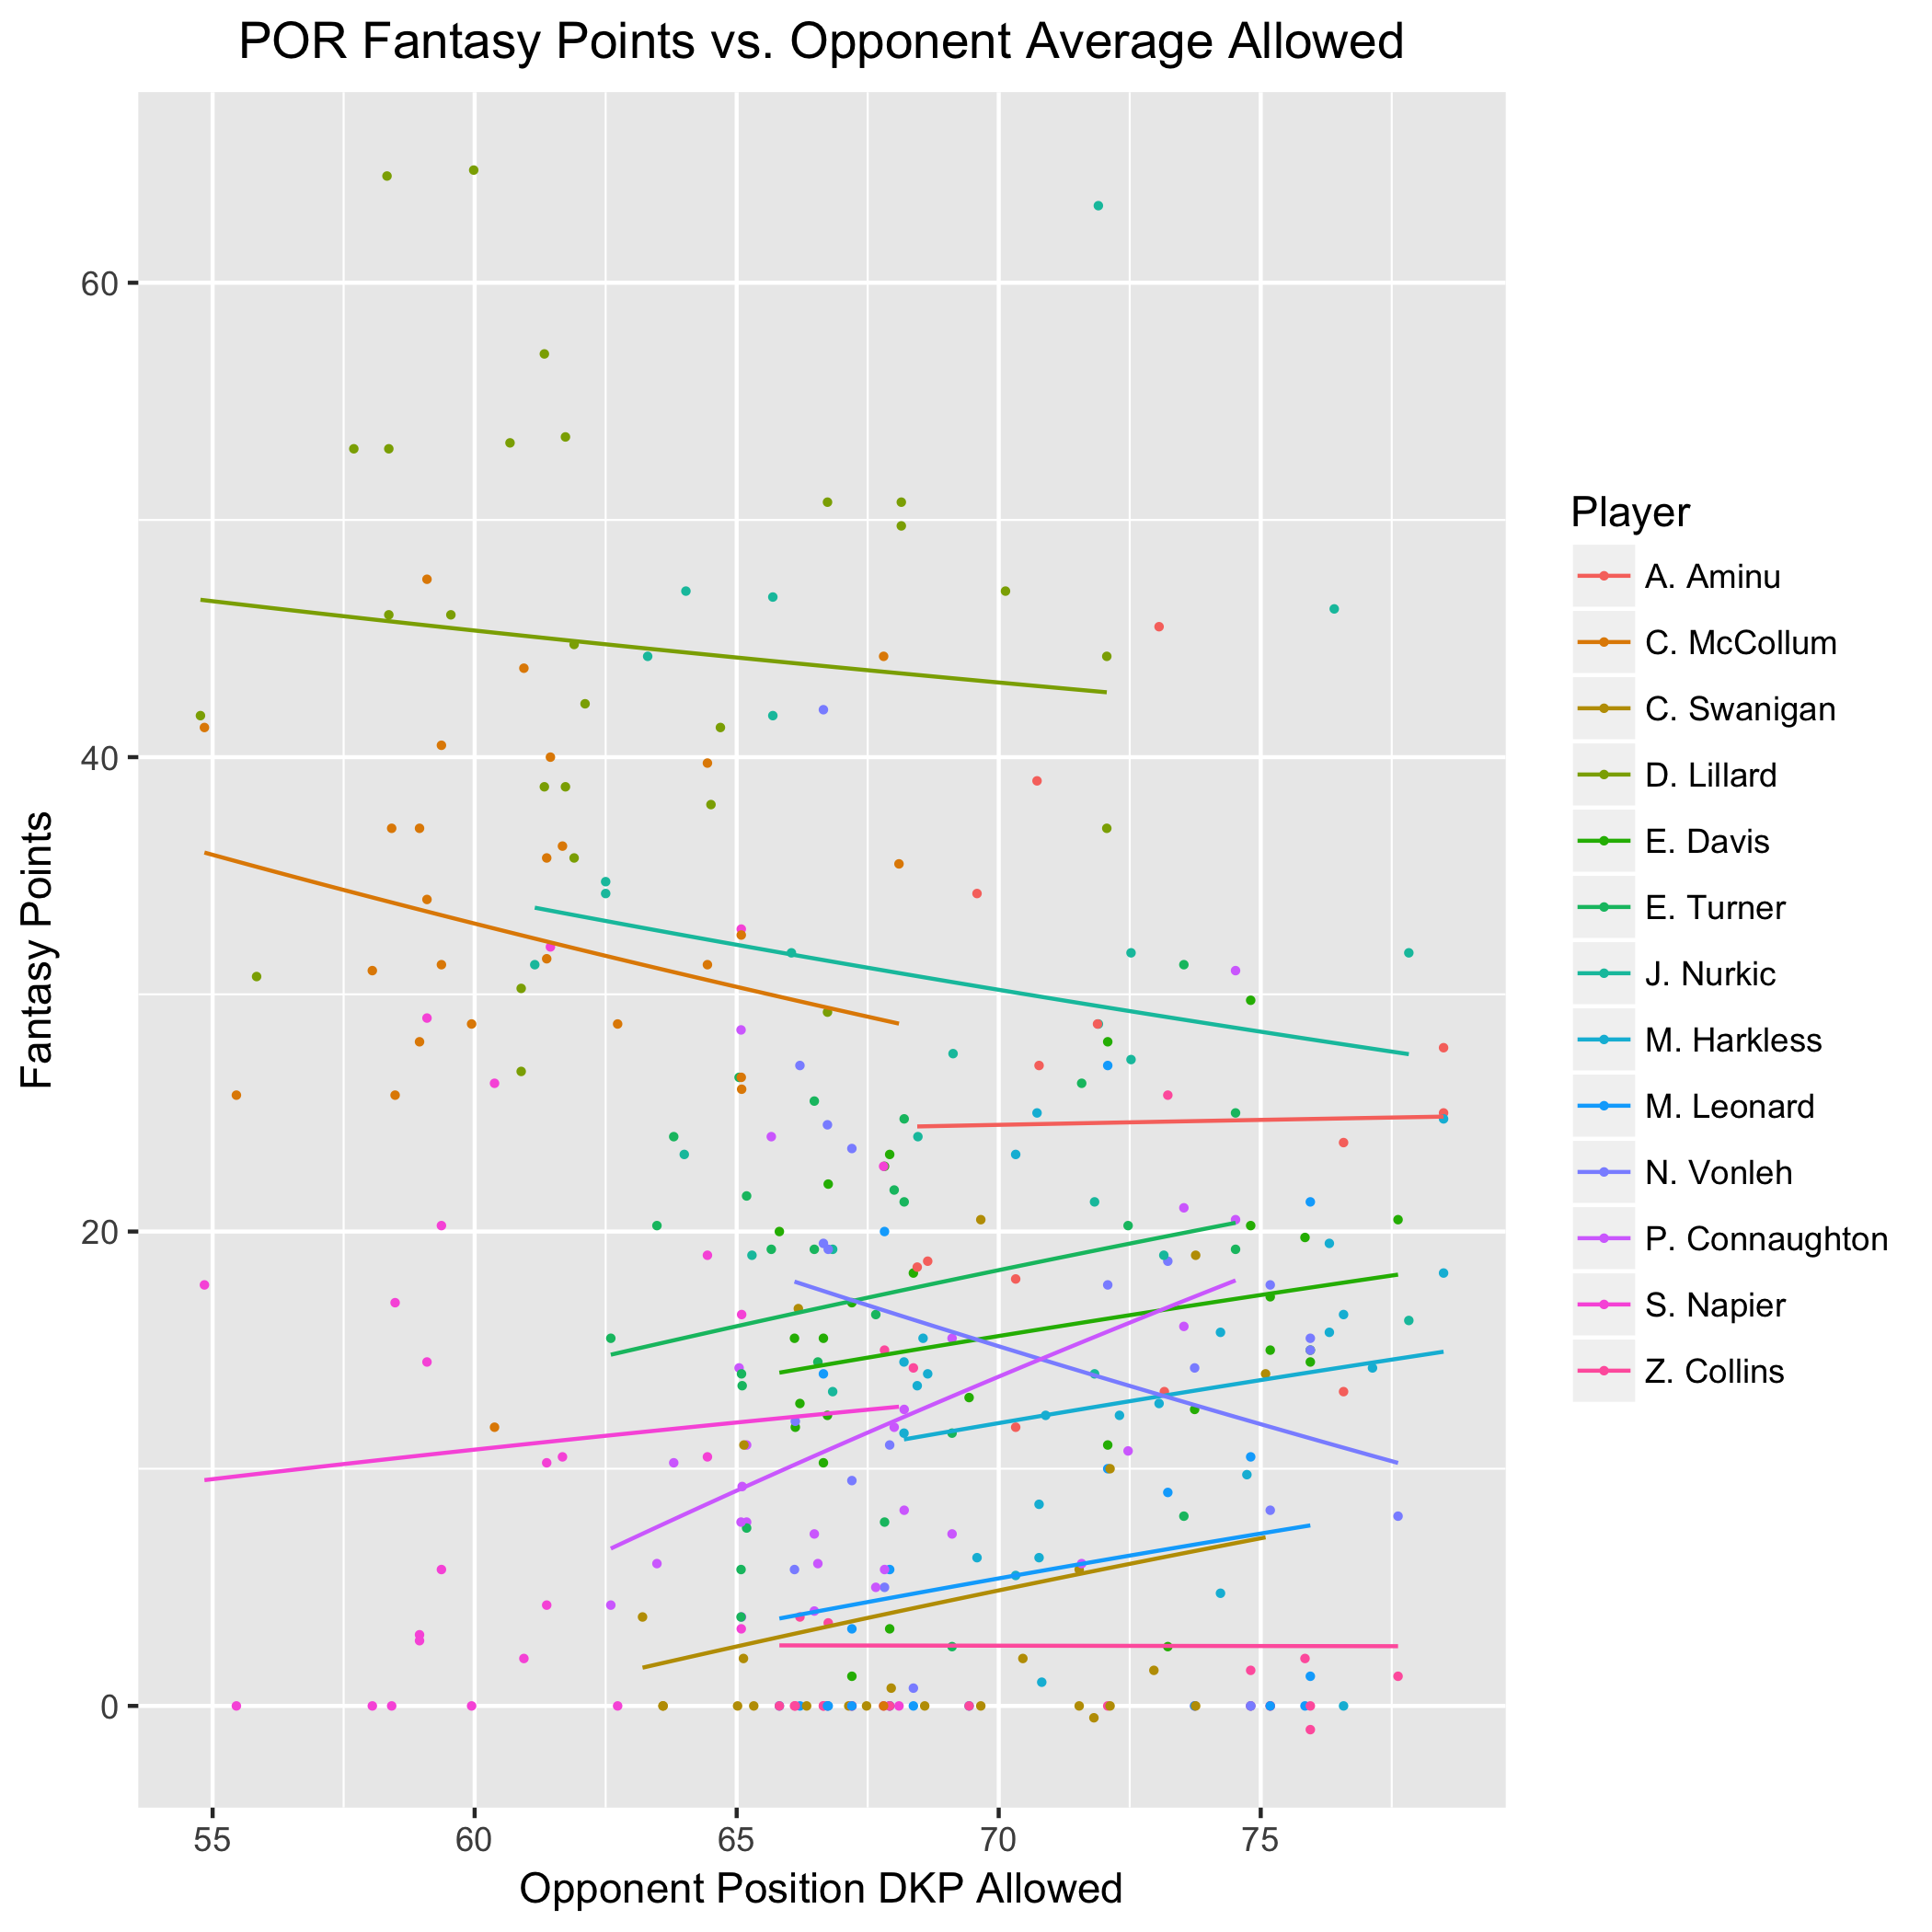 POR Fantasy Points vs. Opponent Average Allowed
Fantasy Points
60
40
20
0
55 60 65 70 75
Opponent Position DKP Allowed
Player
A. Aminu
C. McCollum
C. Swanigan
D. Lillard
E. Davis
E. Turner
J. Nurkic
M. Harkless
M. Leonard
N. Vonleh
P. Connaughton
S. Napier
Z. Collins